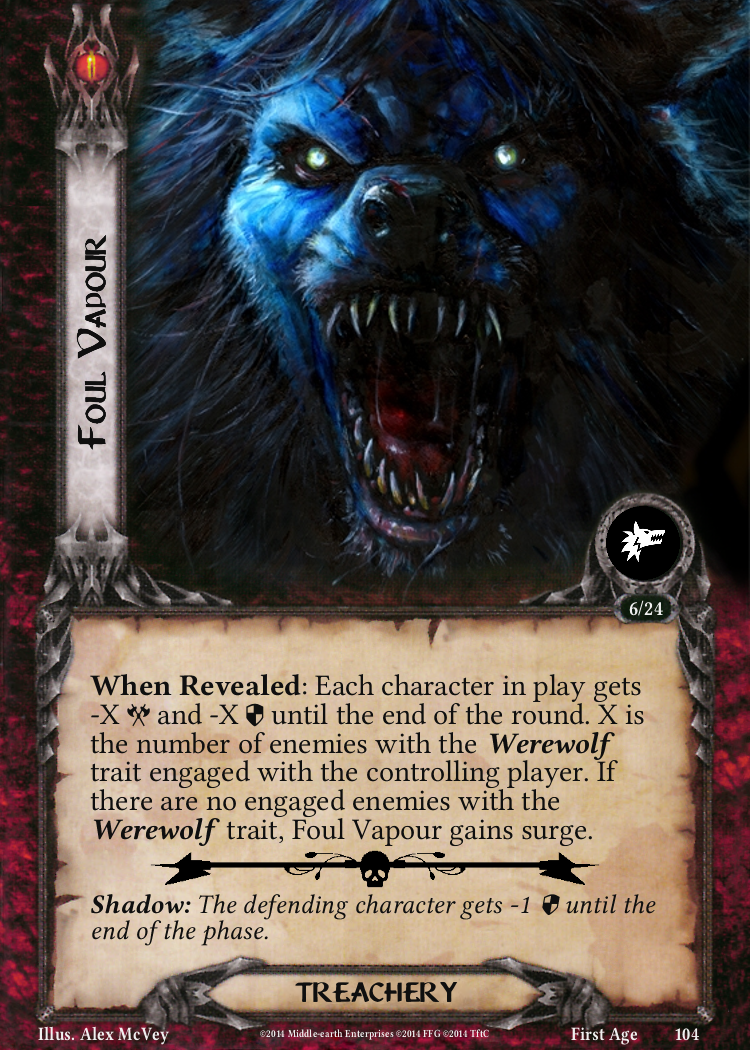 Foul Vapour
6/24
When Revealed: Each character in play gets
-X and -X until the end of the round. X is
the number of enemies with the Werewolf
trait engaged with the controlling player. If
there are no engaged enemies with the
Werewolf trait, Foul Vapour gains surge.
Shadow: The defending character gets -1 until the
end of the phase.
TREACHERY
Illus. Alex McVey ©2014 Middle-earth Enterprises ©2014 FFG ©2014 TftC First Age 104